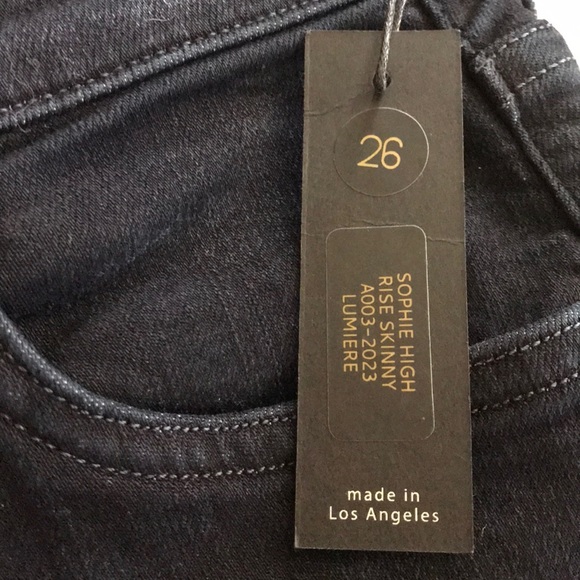 26
SOPHIE HIGH
RISE SKINNY
A003-2023
LUMIERE
made in
Los Angeles